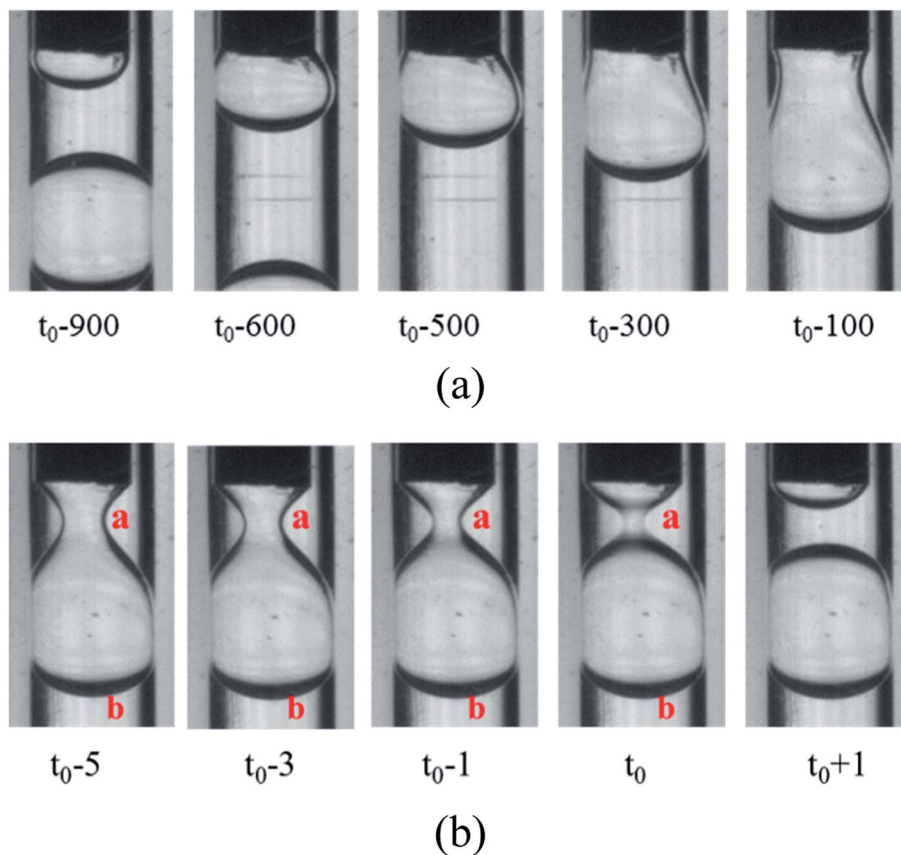 t₀-900 t₀-600 t₀-500 t₀-300 t₀-100
(a)
a a a a
b b b b
t₀-5 t₀-3 t₀-1 t₀ t₀+1
(b)